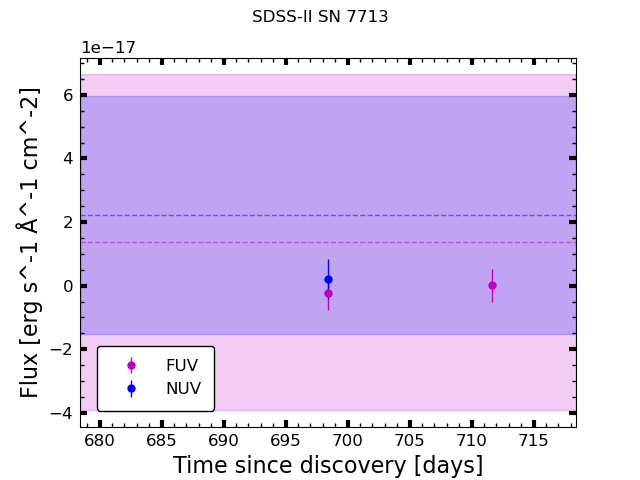 SDSS-II SN 7713
1e−17
6
4
2
0
−2
−4
Flux [erg s^-1 Å^-1 cm^-2]
FUV
NUV
680 685 690 695 700 705 710 715
Time since discovery [days]